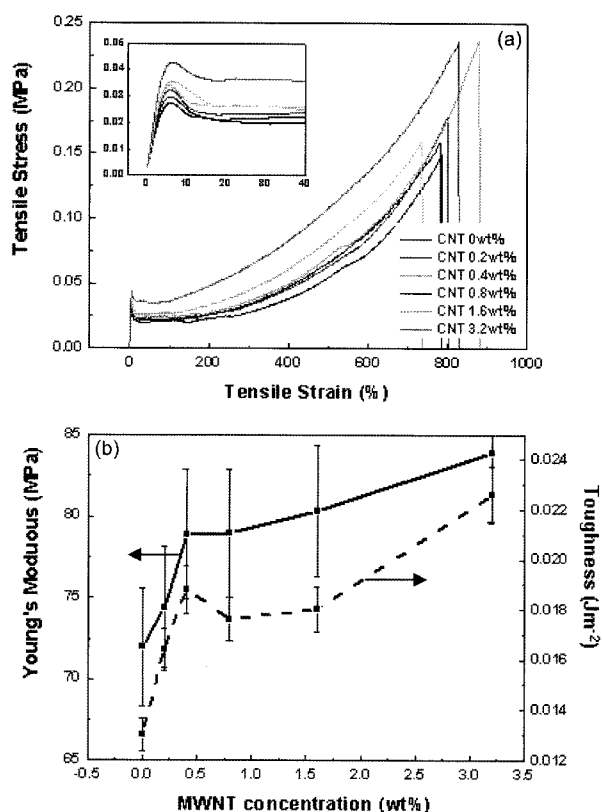 (a)
Tensile Stress (MPa)
0.25
0.20
0.15
0.10
0.05
0.00
0.06
0.05
0.04
0.03
0.02
0.01
0.00
0 10 20 30 40
CNT 0wt%
CNT 0.2wt%
CNT 0.4wt%
CNT 0.8wt%
CNT 1.6wt%
CNT 3.2wt%
0 200 400 600 800 1000
Tensile Strain (%)
(b)
Young's Moduous (MPa)
85
80
75
70
65
Toughness (Jm-2)
0.024
0.022
0.020
0.018
0.016
0.014
0.012
-0.5 0.0 0.5 1.0 1.5 2.0 2.5 3.0 3.5
MWNT concentration (wt%)